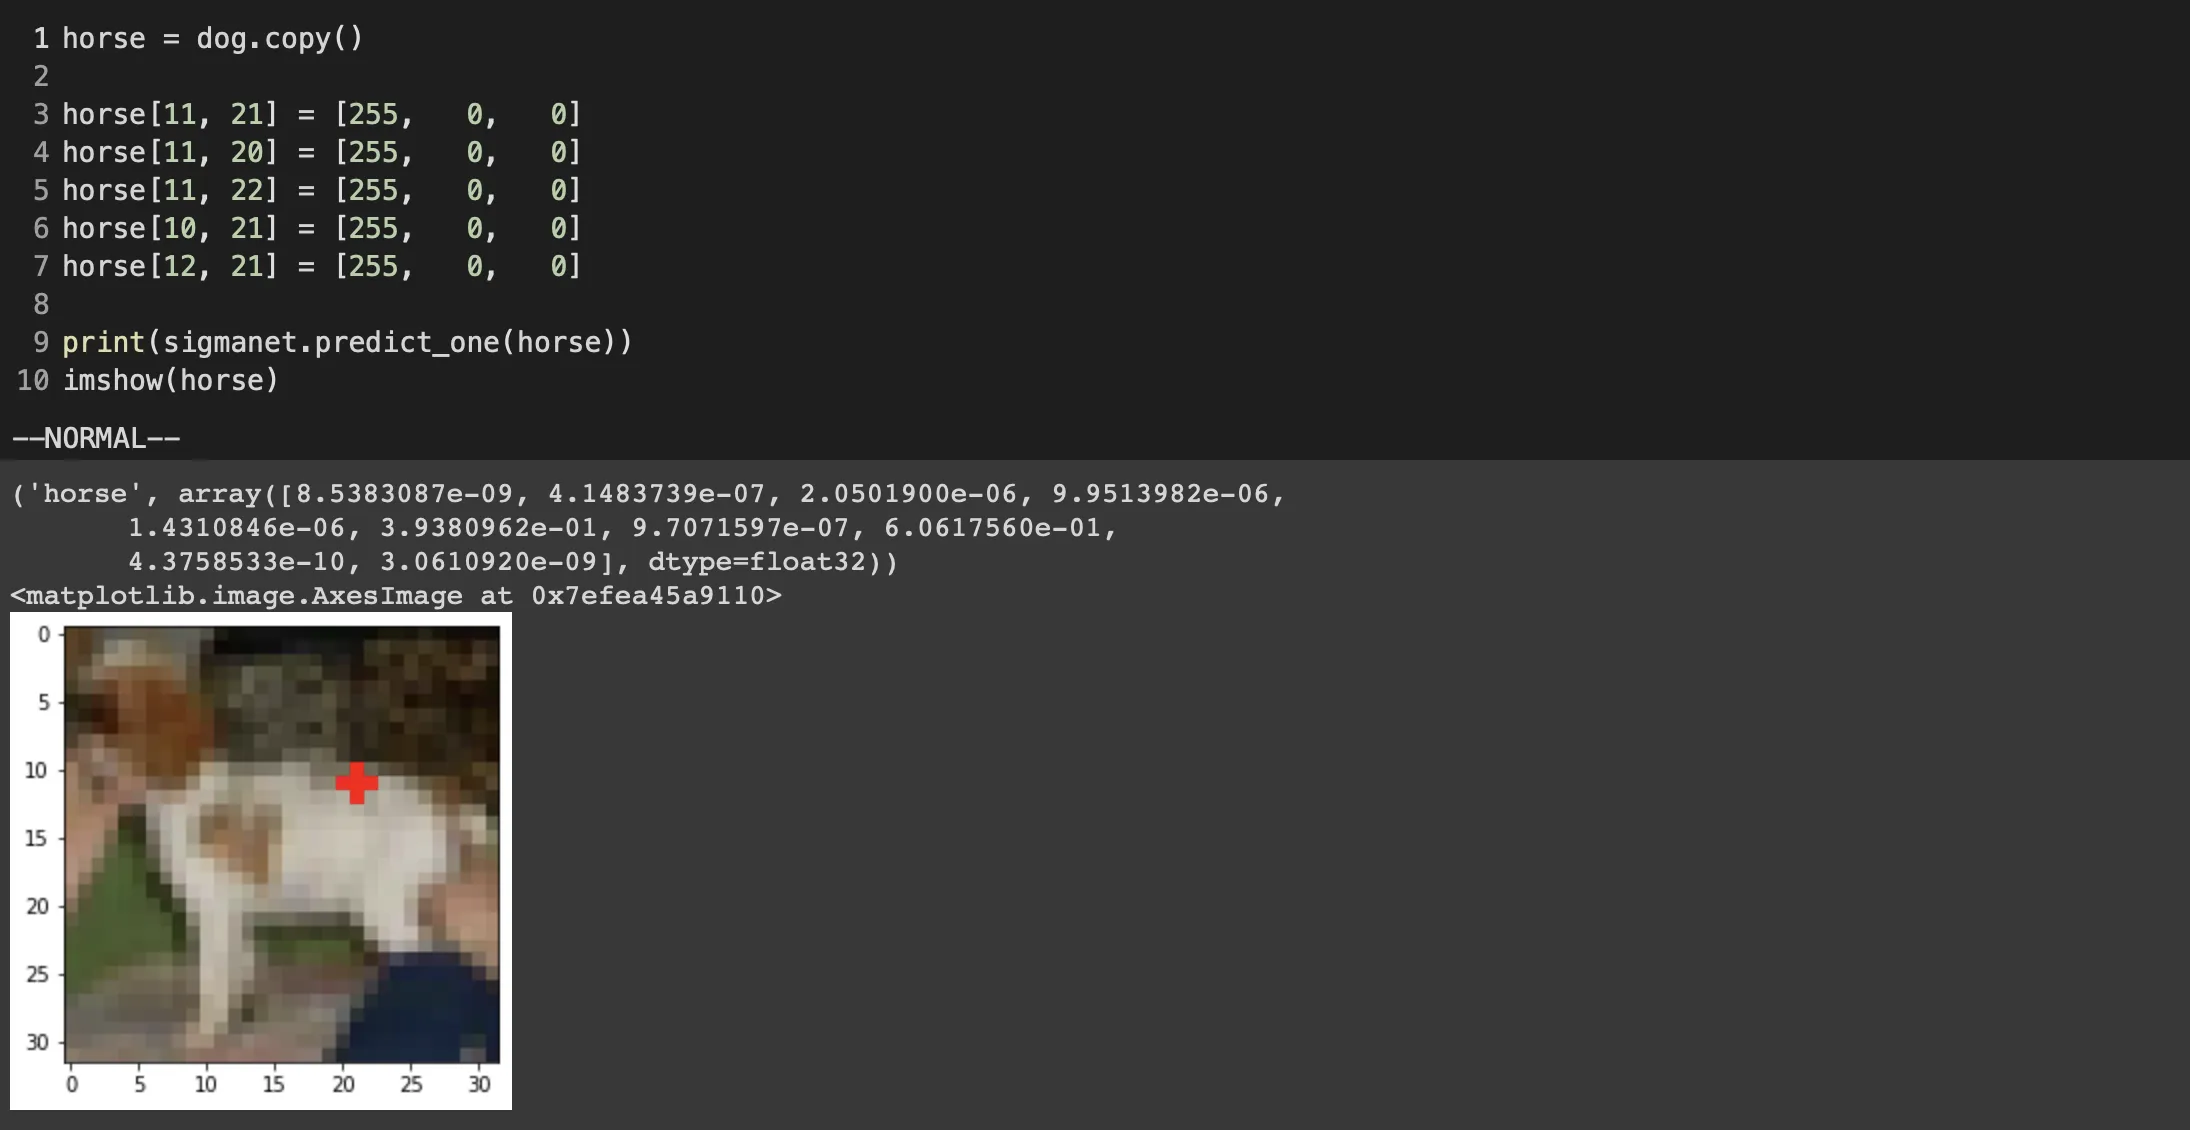 1 horse = dog.copy()
2
3 horse[11, 21] = [255,   0,   0]
4 horse[11, 20] = [255,   0,   0]
5 horse[11, 22] = [255,   0,   0]
6 horse[10, 21] = [255,   0,   0]
7 horse[12, 21] = [255,   0,   0]
8
9 print(sigmanet.predict_one(horse))
10 imshow(horse)
--NORMAL--
('horse', array([8.5383087e-09, 4.1483739e-07, 2.0501900e-06, 9.9513982e-06,
       1.4310846e-06, 3.9380962e-01, 9.7071597e-07, 6.0617560e-01,
       4.3758533e-10, 3.0610920e-09], dtype=float32))
<matplotlib.image.AxesImage at 0x7efea45a9110>
0
5
10
15
20
25
30
0 5 10 15 20 25 30